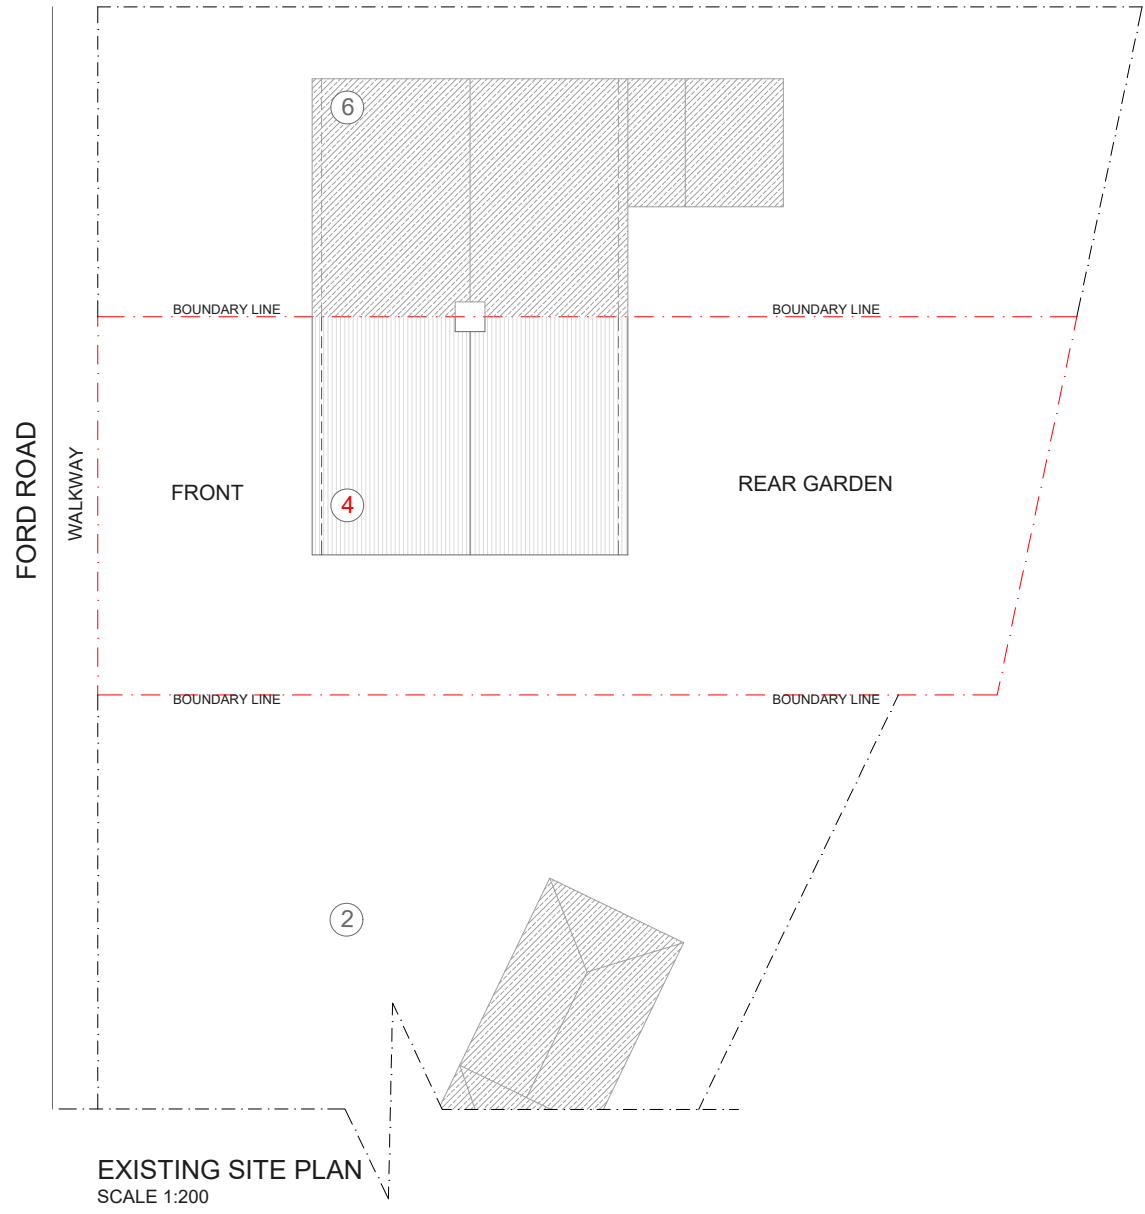 6
BOUNDARY LINE
BOUNDARY LINE
FORD ROAD
WALKWAY
FRONT
4
REAR GARDEN
BOUNDARY LINE
BOUNDARY LINE
2
EXISTING SITE PLAN
SCALE 1:200